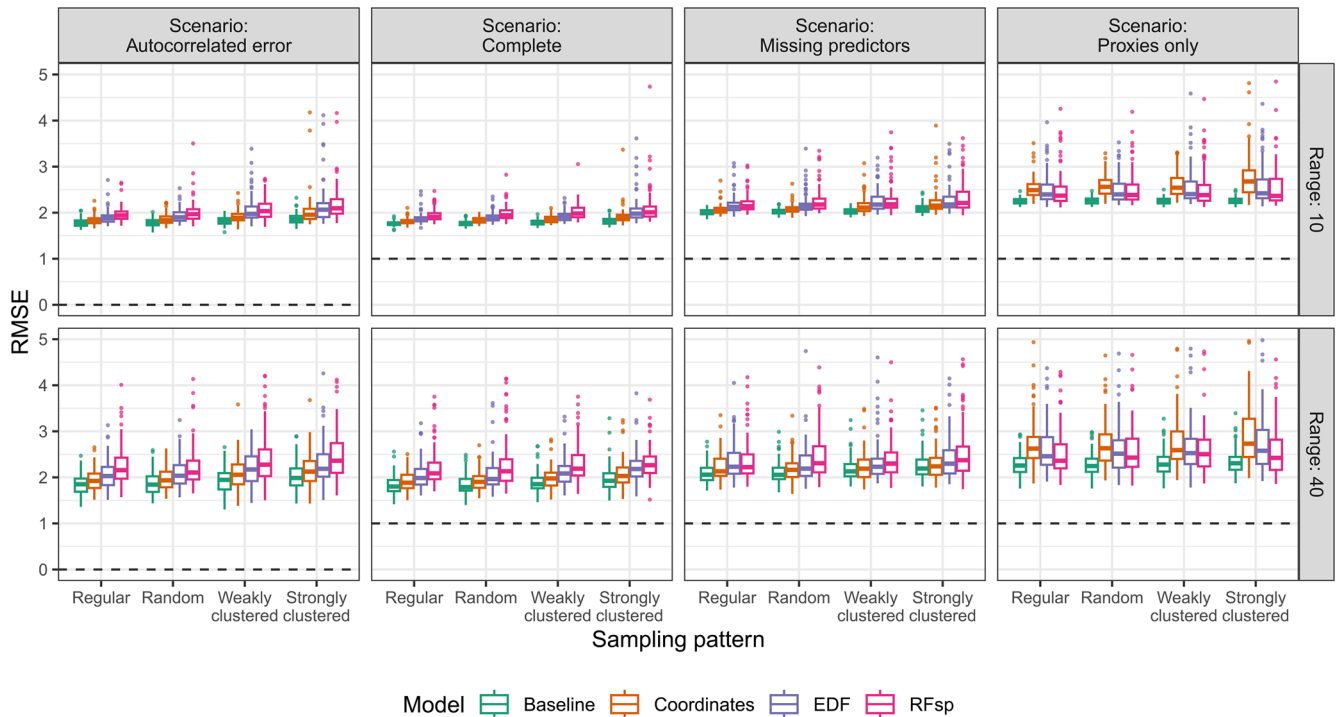 Scenario:
Autocorrelated error
Scenario:
Complete
Scenario:
Missing predictors
Scenario:
Proxies only
5
4
3
2
1
0
Range: 10
RMSE
5
4
3
2
1
0
Range: 40
Regular Random Weakly clustered Strongly clustered
Regular Random Weakly clustered Strongly clustered
Regular Random Weakly clustered Strongly clustered
Regular Random Weakly clustered Strongly clustered
Sampling pattern
Model Baseline Coordinates EDF RFsp